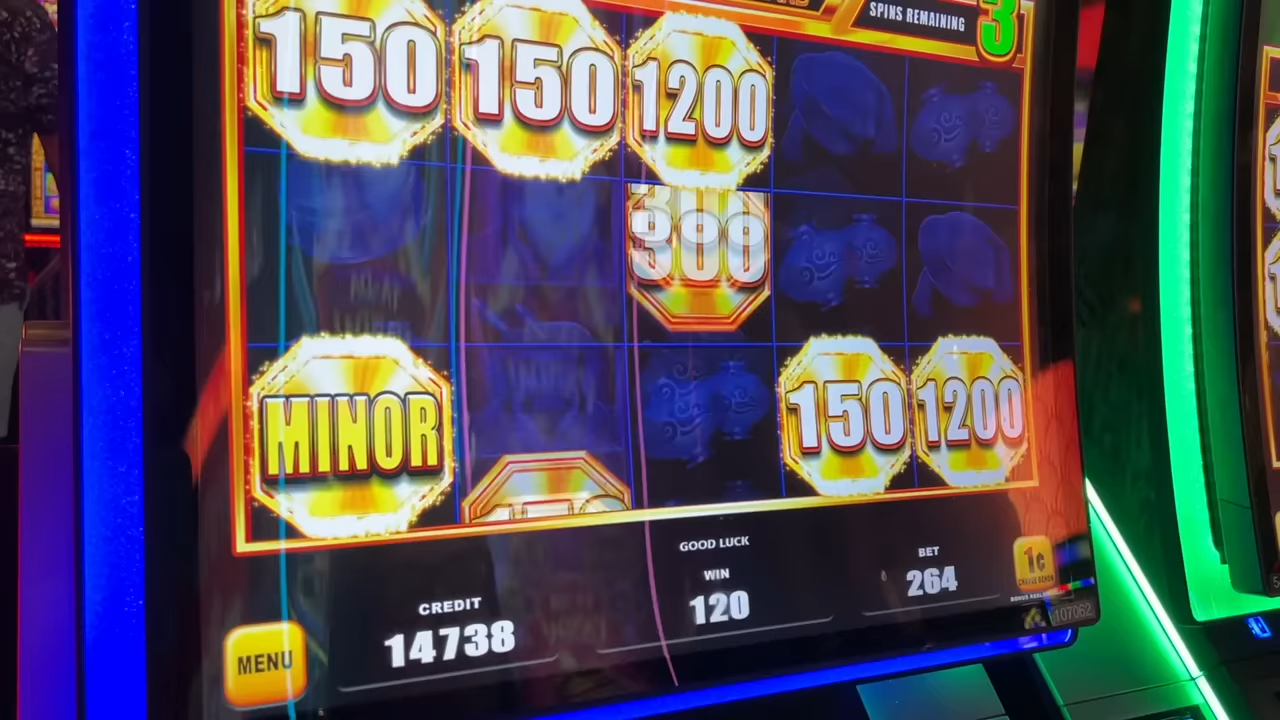 SPINS REMAINING
3
150
150
1200
300
MINOR
150
1200
GOOD LUCK
CREDIT
14738
WIN
120
BET
264
1¢
MENU
107062